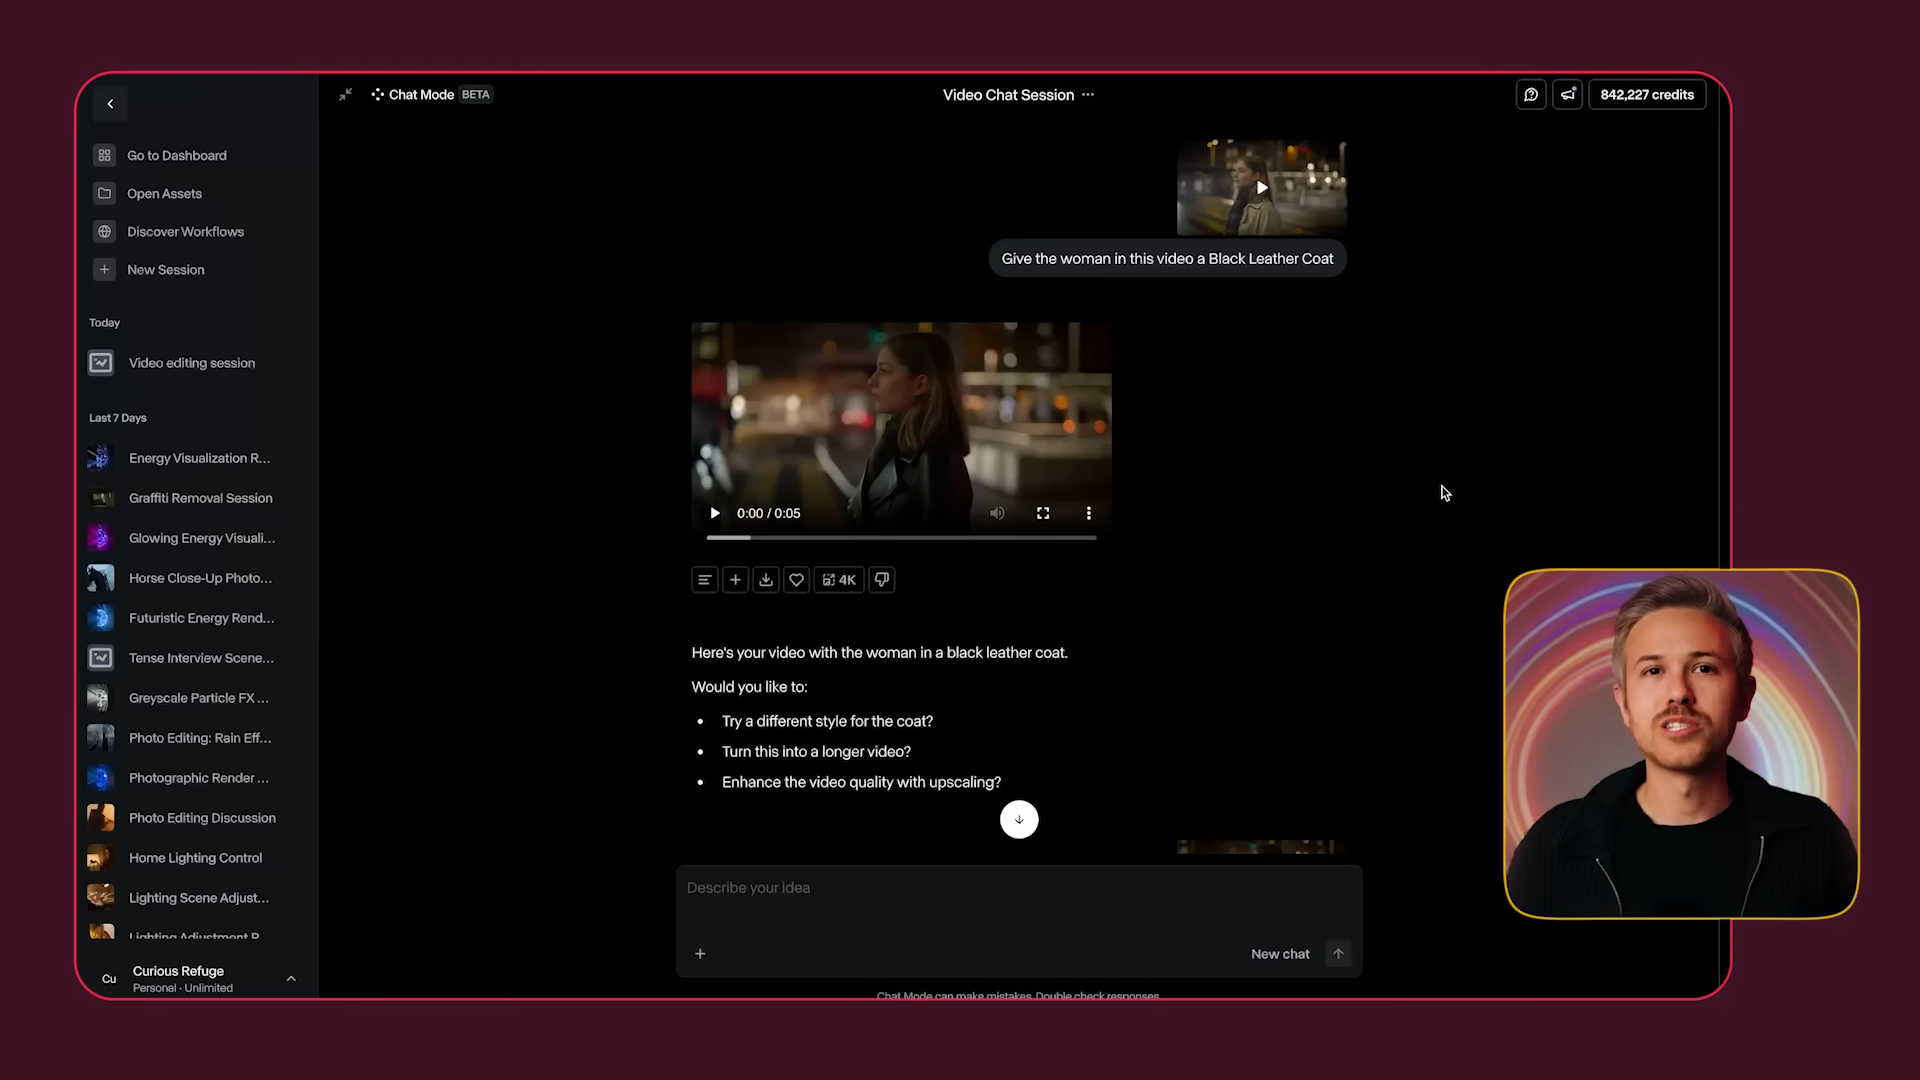 Chat Mode BETA
Video Chat Session ...
842,227 credits
Go to Dashboard
Open Assets
Discover Workflows
New Session
Today
Video editing session
Last 7 Days
Energy Visualization R...
Graffiti Removal Session
Glowing Energy Visuali...
Horse Close-Up Photo...
Futuristic Energy Rend...
Tense Interview Scene...
Greyscale Particle FX ...
Photo Editing: Rain Eff...
Photographic Render ...
Photo Editing Discussion
Home Lighting Control
Lighting Scene Adjust...
Lighting Adjustment R
Cu
Curious Refuge
Personal - Unlimited
Give the woman in this video a Black Leather Coat
0:00 / 0:05
4K
Here's your video with the woman in a black leather coat.
Would you like to:
• Try a different style for the coat?
• Turn this into a longer video?
• Enhance the video quality with upscaling?
Describe your idea
New chat
Chat Mode can make mistakes. Double check responses.